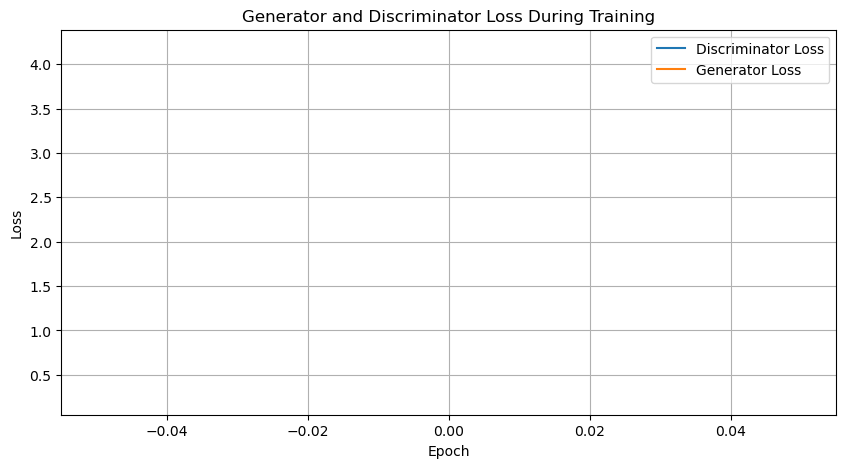 Generator and Discriminator Loss During Training
Discriminator Loss
Generator Loss
4.0
3.5
3.0
2.5
2.0
1.5
1.0
0.5
Loss
−0.04
−0.02
0.00
0.02
0.04
Epoch